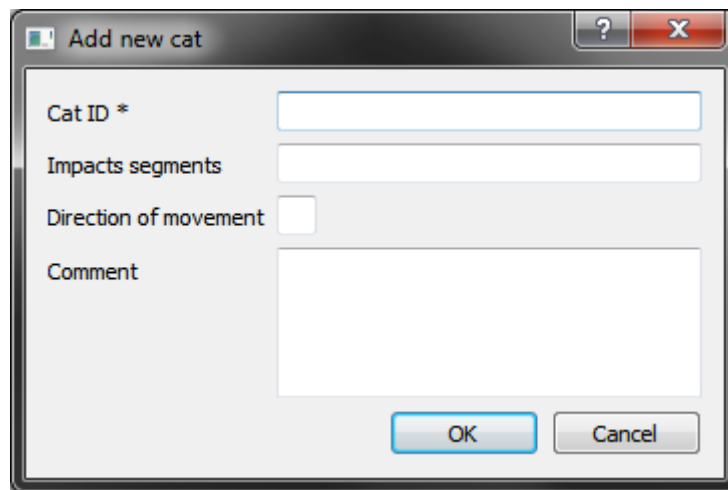 Add new cat
?
Cat ID *
Impacts segments
Direction of movement
Comment
OK Cancel